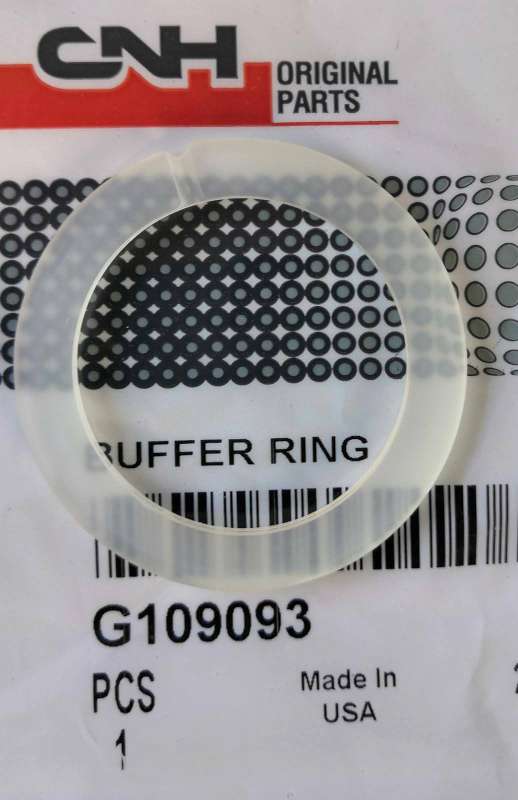 CNH
ORIGINAL
PARTS
BUFFER RING
G109093
PCS
1
Made In
USA